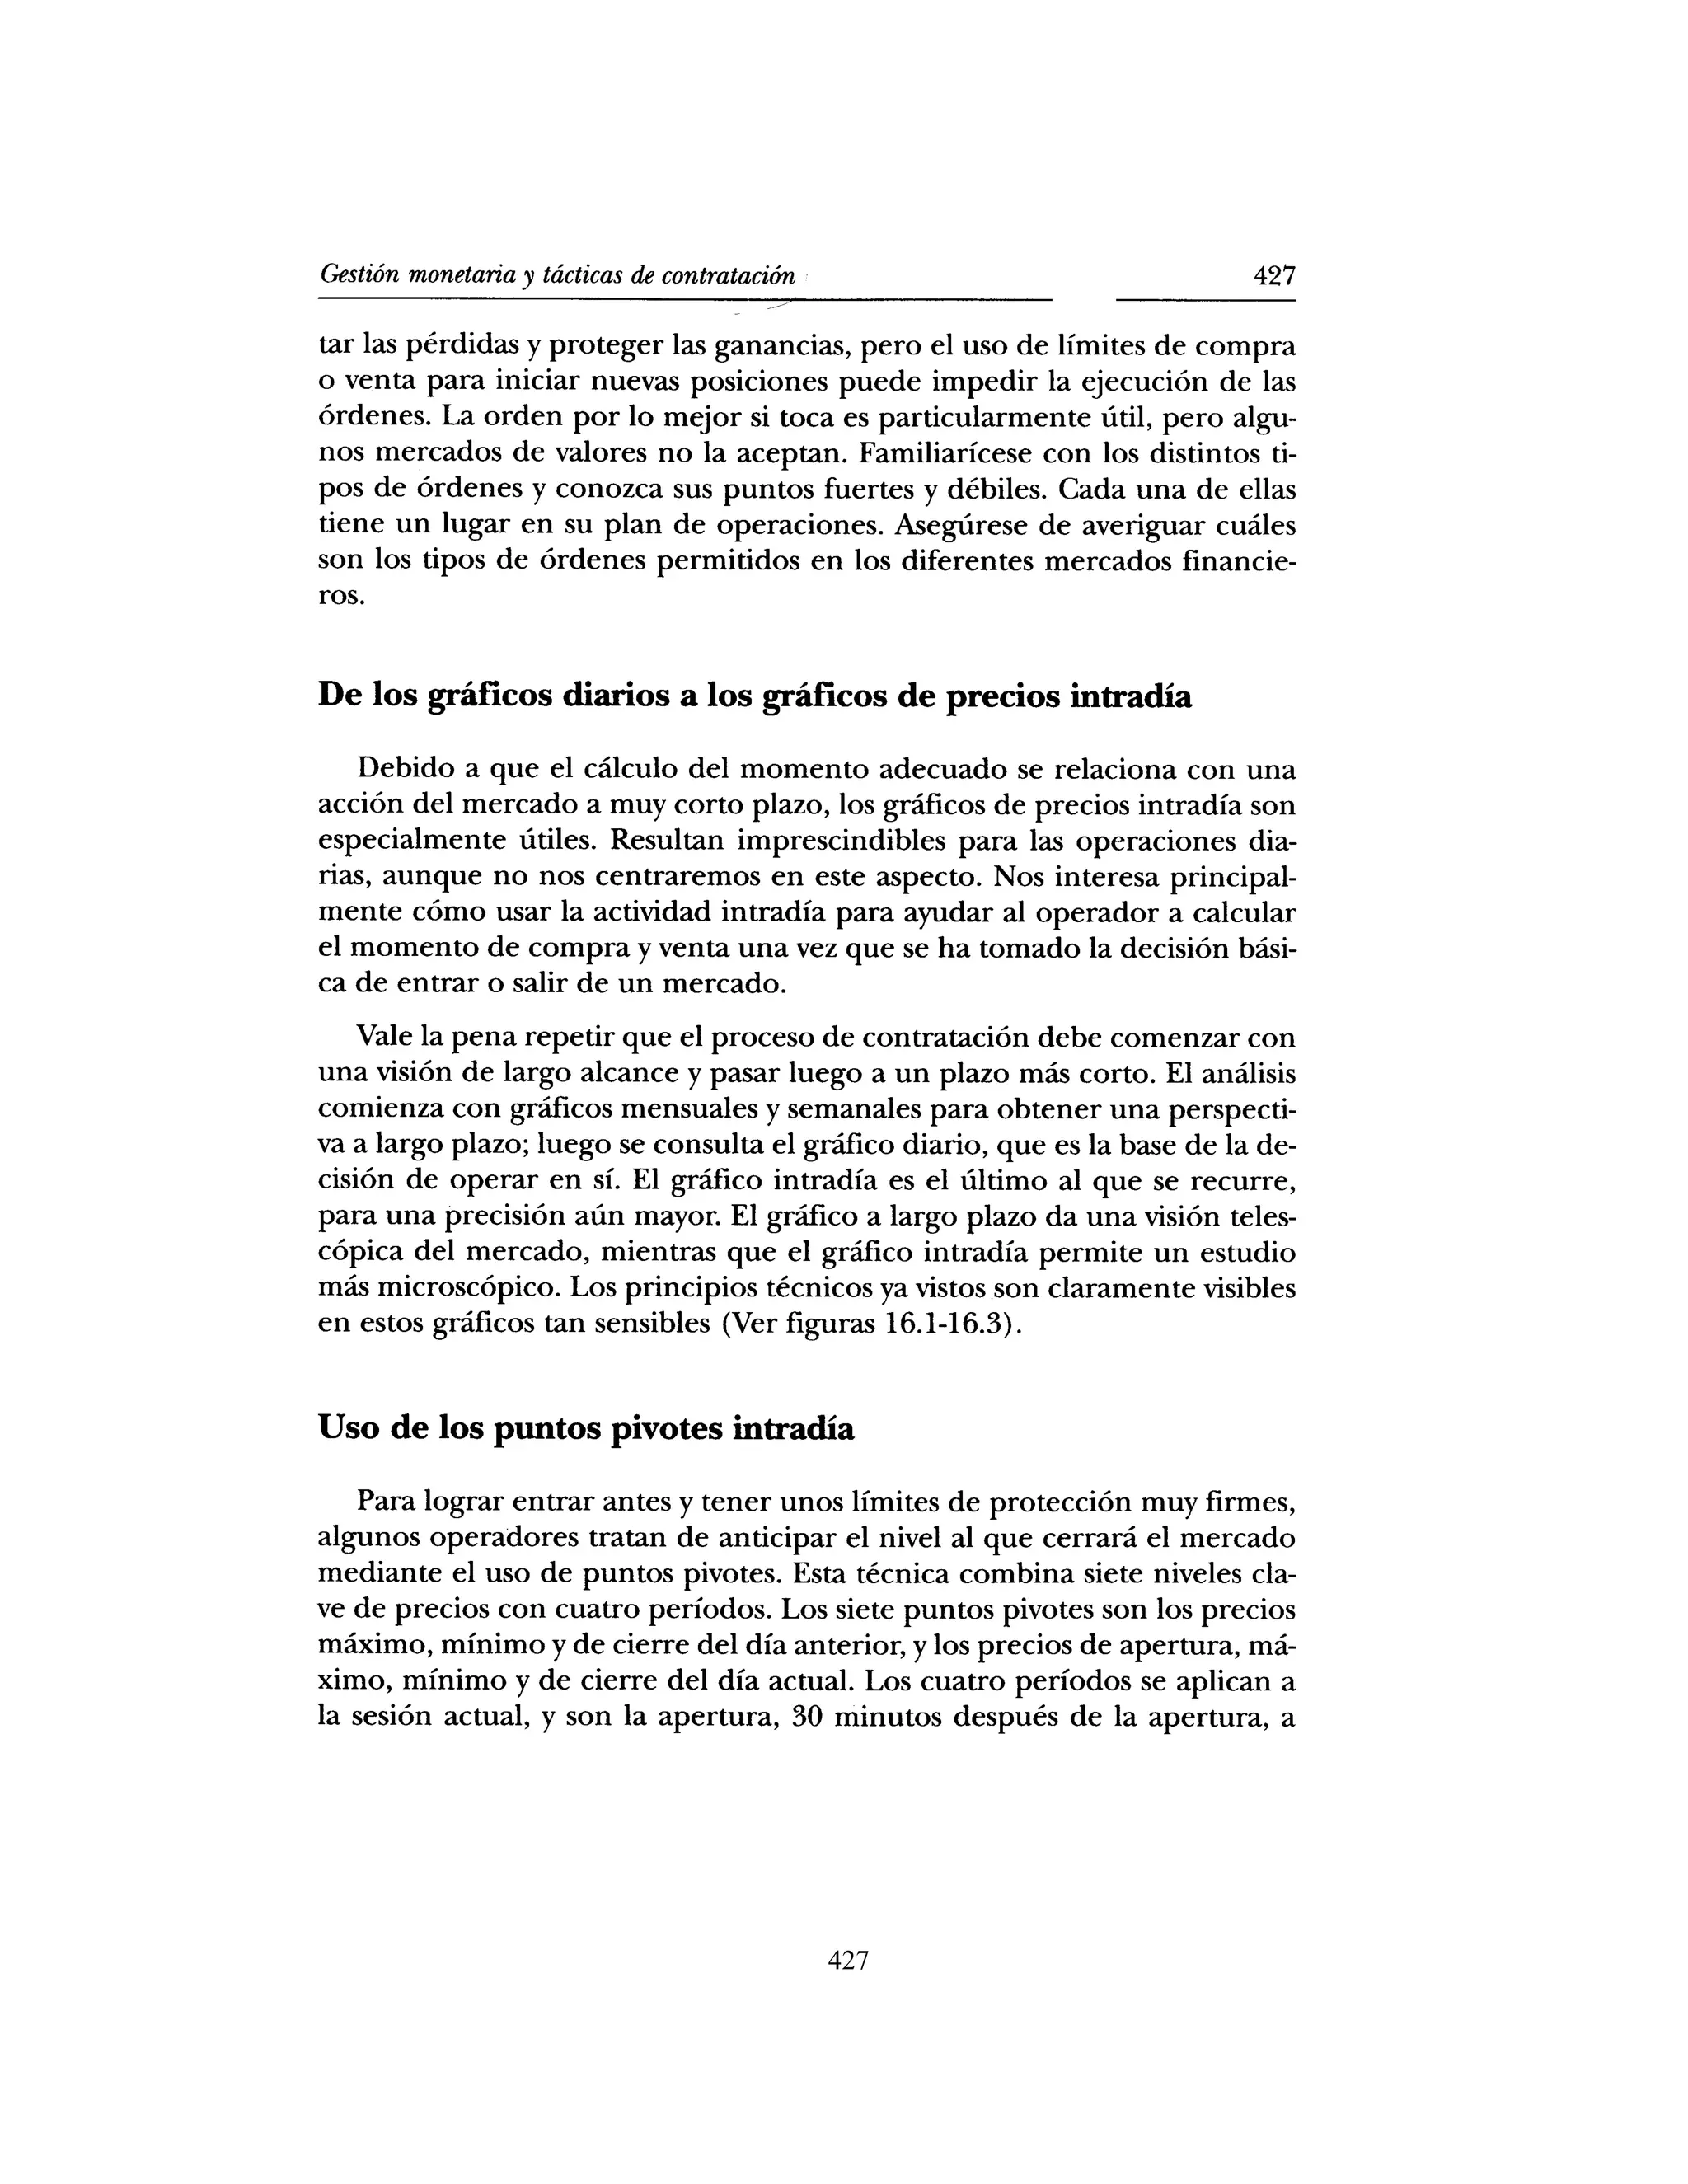 Gestión monetaria y tácticas de contratación 427
tar las pérdidas y proteger las ganancias, pero el uso de límites de compra
o venta para iniciar nuevas posiciones puede impedir la ejecución de las
órdenes. La orden por lo mejor si toca es particularmente útil, pero algu-
nos mercados de valores no la aceptan. Familiarícese con los distintos ti-
pos de órdenes y conozca sus puntos fuertes y débiles. Cada una de ellas
tiene un lugar en su plan de operaciones. Asegúrese de averiguar cuáles
son los tipos de órdenes permitidos en los diferentes mercados financie-
ros.
De los gráficos diarios a los gráficos de precios intradía
Debido a que el cálculo del momento adecuado se relaciona con una
acción del mercado a muy corto plazo, los gráficos de precios intradía son
especialmente útiles. Resultan imprescindibles para las operaciones dia-
rias, aunque no nos centraremos en este aspecto. Nos interesa principal-
mente cómo usar la actividad intradía para ayudar al operador a calcular
el momento de compra y venta una vez que se ha tomado la decisión bási-
ca de entrar o salir de un mercado.
Vale la pena repetir que el proceso de contratación debe comenzar con
una visión de largo alcance y pasar luego a un plazo más corto. El análisis
comienza con gráficos mensuales y semanales para obtener una perspecti-
va a largo plazo; luego se consulta el gráfico diario, que es la base de la de-
cisión de operar en sí. El gráfico intradía es el último al que se recurre,
para una precisión aún mayor. El gráfico a largo plazo da una visión teles-
cópica del mercado, mientras que el gráfico intradía permite un estudio
más microscópico. Los principios técnicos ya vistos son claramente visibles
en estos gráficos tan sensibles (Ver figuras 16.1-16.3).
Uso de los puntos pivotes intradía
Para lograr entrar antes y tener unos límites de protección muy firmes,
algunos operadores tratan de anticipar el nivel al que cerrará el mercado
mediante el uso de puntos pivotes. Esta técnica combina siete niveles cla-
ve de precios con cuatro períodos. Los siete puntos pivotes son los precios
máximo, mínimo y de cierre del día anterior, y los precios de apertura, má-
ximo, mínimo y de cierre del día actual. Los cuatro períodos se aplican a
la sesión actual, y son la apertura, 30 minutos después de la apertura, a
427